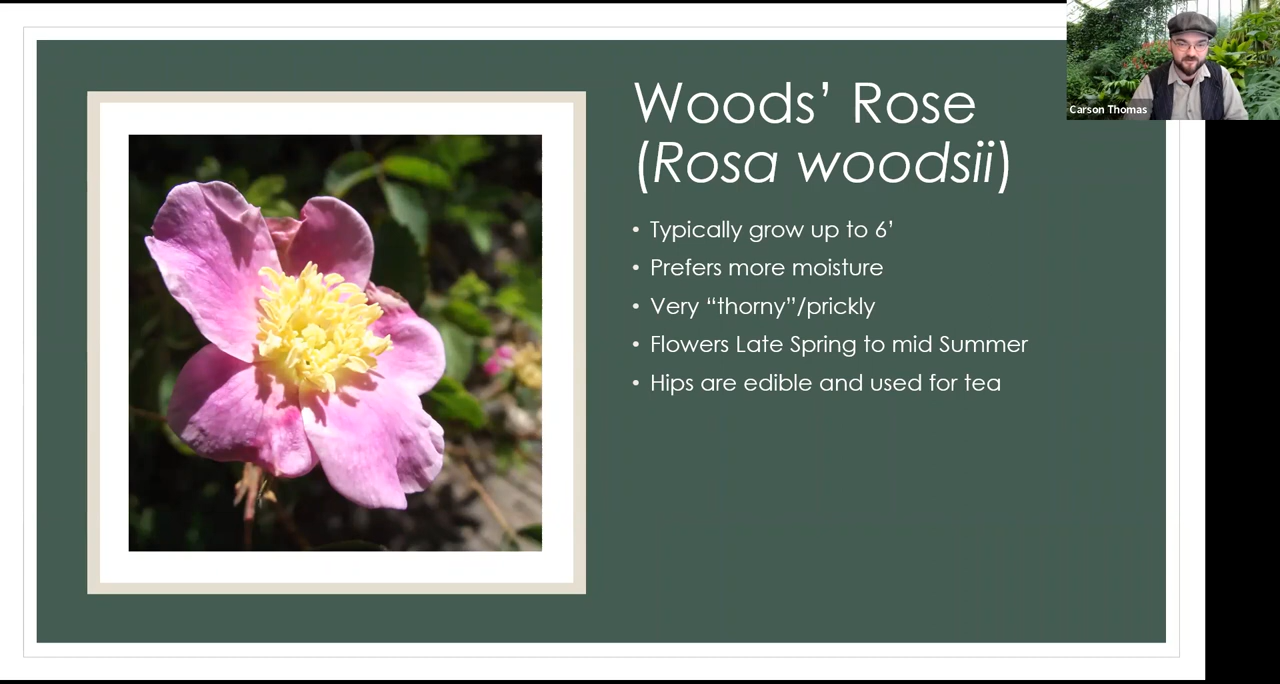 Woods’ Rose
(Rosa woodsii)
• Typically grow up to 6’
• Prefers more moisture
• Very “thorny”/prickly
• Flowers Late Spring to mid Summer
• Hips are edible and used for tea
Carson Thomas